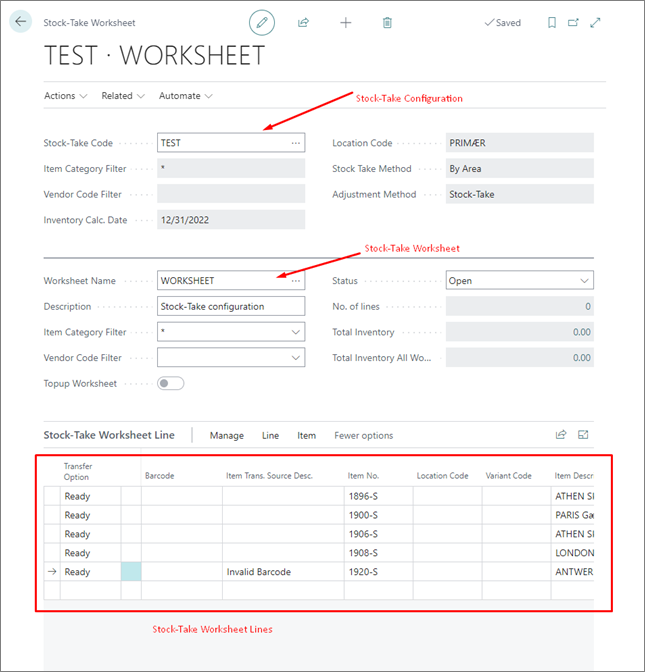 Stock-Take Worksheet
Saved
TEST · WORKSHEET
Actions Related Automate
Stock-Take Configuration
Stock-Take Code TEST ... Location Code PRIMÆR
Item Category Filter * Stock Take Method By Area
Vendor Code Filter Adjustment Method Stock-Take
Inventory Calc. Date 12/31/2022
Stock-Take Worksheet
Worksheet Name WORKSHEET ... Status Open
Description Stock-Take configuration No. of lines 0
Item Category Filter * Total Inventory 0.00
Vendor Code Filter Total Inventory All Wo... 0.00
Topup Worksheet
Stock-Take Worksheet Line Manage Line Item Fewer options
Transfer Option Barcode Item Trans. Source Desc. Item No. Location Code Variant Code Item Descr
Ready 1896-S ATHEN SI
Ready 1900-S PARIS Gæ
Ready 1906-S ATHEN SI
Ready 1908-S LONDON
Ready Invalid Barcode 1920-S ANTWER
Stock-Take Worksheet Lines